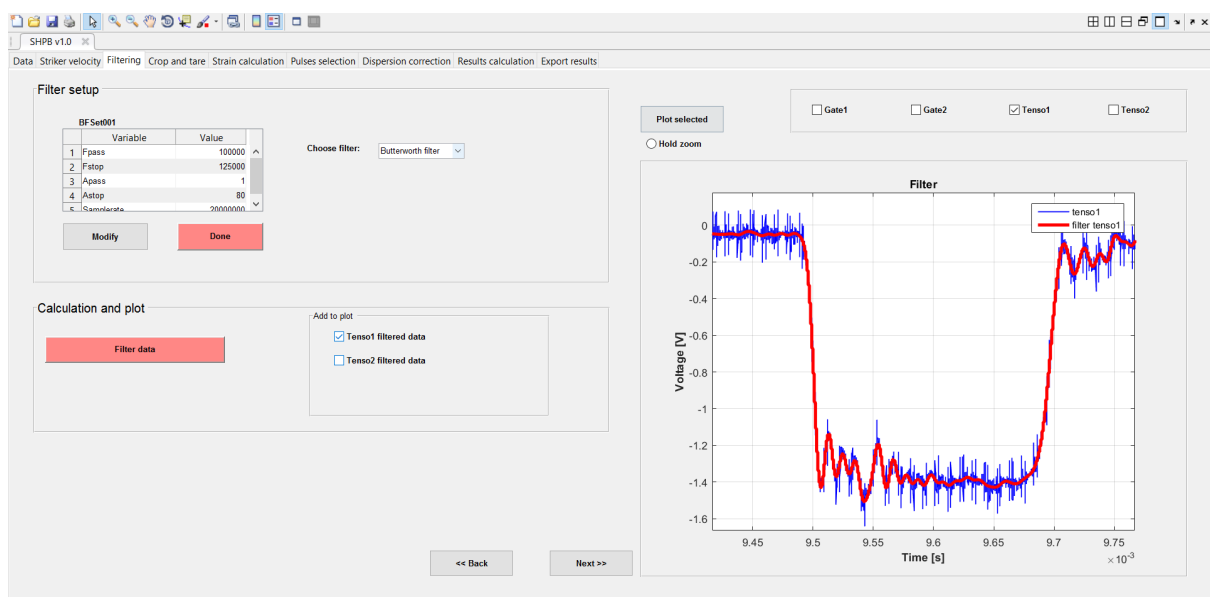 SHPB v1.0
Data Striker velocity Filtering Crop and tare Strain calculation Pulses selection Dispersion correction Results calculation Export results
Filter setup
BFSet001
Variable Value
1 Fpass 100000
2 Fstop 125000
3 Apass 1
4 Astop 80
5 Samplerate 20000000
Choose filter: Butterworth filter
Modify Done
Calculation and plot
Filter data
Add to plot
Tenso1 filtered data
Tenso2 filtered data
<< Back Next >>
Plot selected
Gate1 Gate2 Tenso1 Tenso2
Hold zoom
Filter
tenso1
filter tenso1
Voltage [V]
0
-0.2
-0.4
-0.6
-0.8
-1
-1.2
-1.4
-1.6
9.45 9.5 9.55 9.6 9.65 9.7 9.75
Time [s]
× 10⁻³